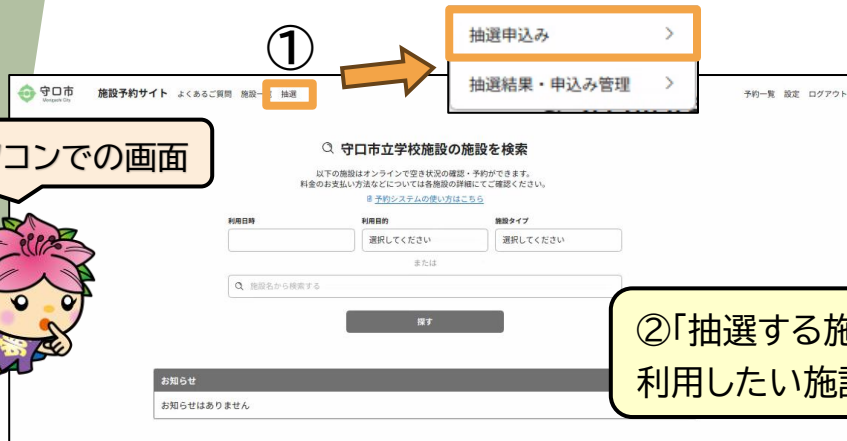 ①
抽選申込み
抽選結果・申込み管理
守口市
Moriguchi City
施設予約サイト よくあるご質問 施設一 抽選
予約一覧 設定 ログアウト
コンでの画面
守口市立学校施設の施設を検索
以下の施設はオンラインで空き状況の確認・予約ができます。
料金のお支払い方法などについては各施設の詳細にてご確認ください。
予約システムの使い方はこちら
利用日時 利用目的 施設タイプ
選択してください 選択してください
または
施設名から検索する
探す
②「抽選する施
利用したい施
お知らせ
お知らせはありません